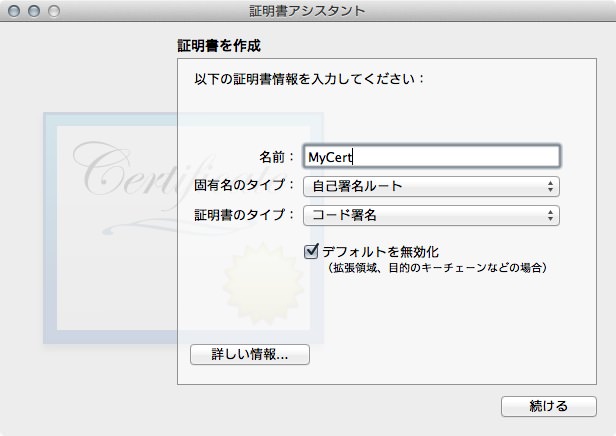 証明書アシスタント
証明書を作成
以下の証明書情報を入力してください：
名前： MyCert
固有名のタイプ： 自己署名ルート
証明書のタイプ： コード署名
デフォルトを無効化
（拡張領域、目的のキーチェーンなどの場合）
Certificate
詳しい情報...
続ける